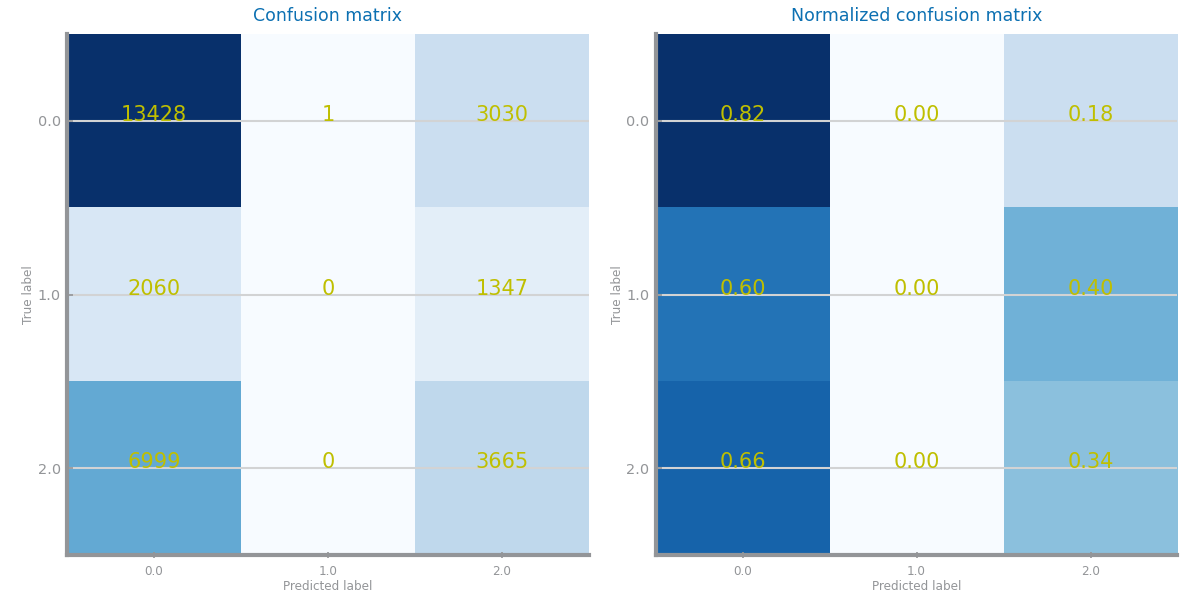 Confusion matrix
13428 1 3030
2060 0 1347
6999 0 3665
0.0
1.0
2.0
True label
0.0 1.0 2.0
Predicted label
Normalized confusion matrix
0.82 0.00 0.18
0.60 0.00 0.40
0.66 0.00 0.34
0.0
1.0
2.0
True label
0.0 1.0 2.0
Predicted label